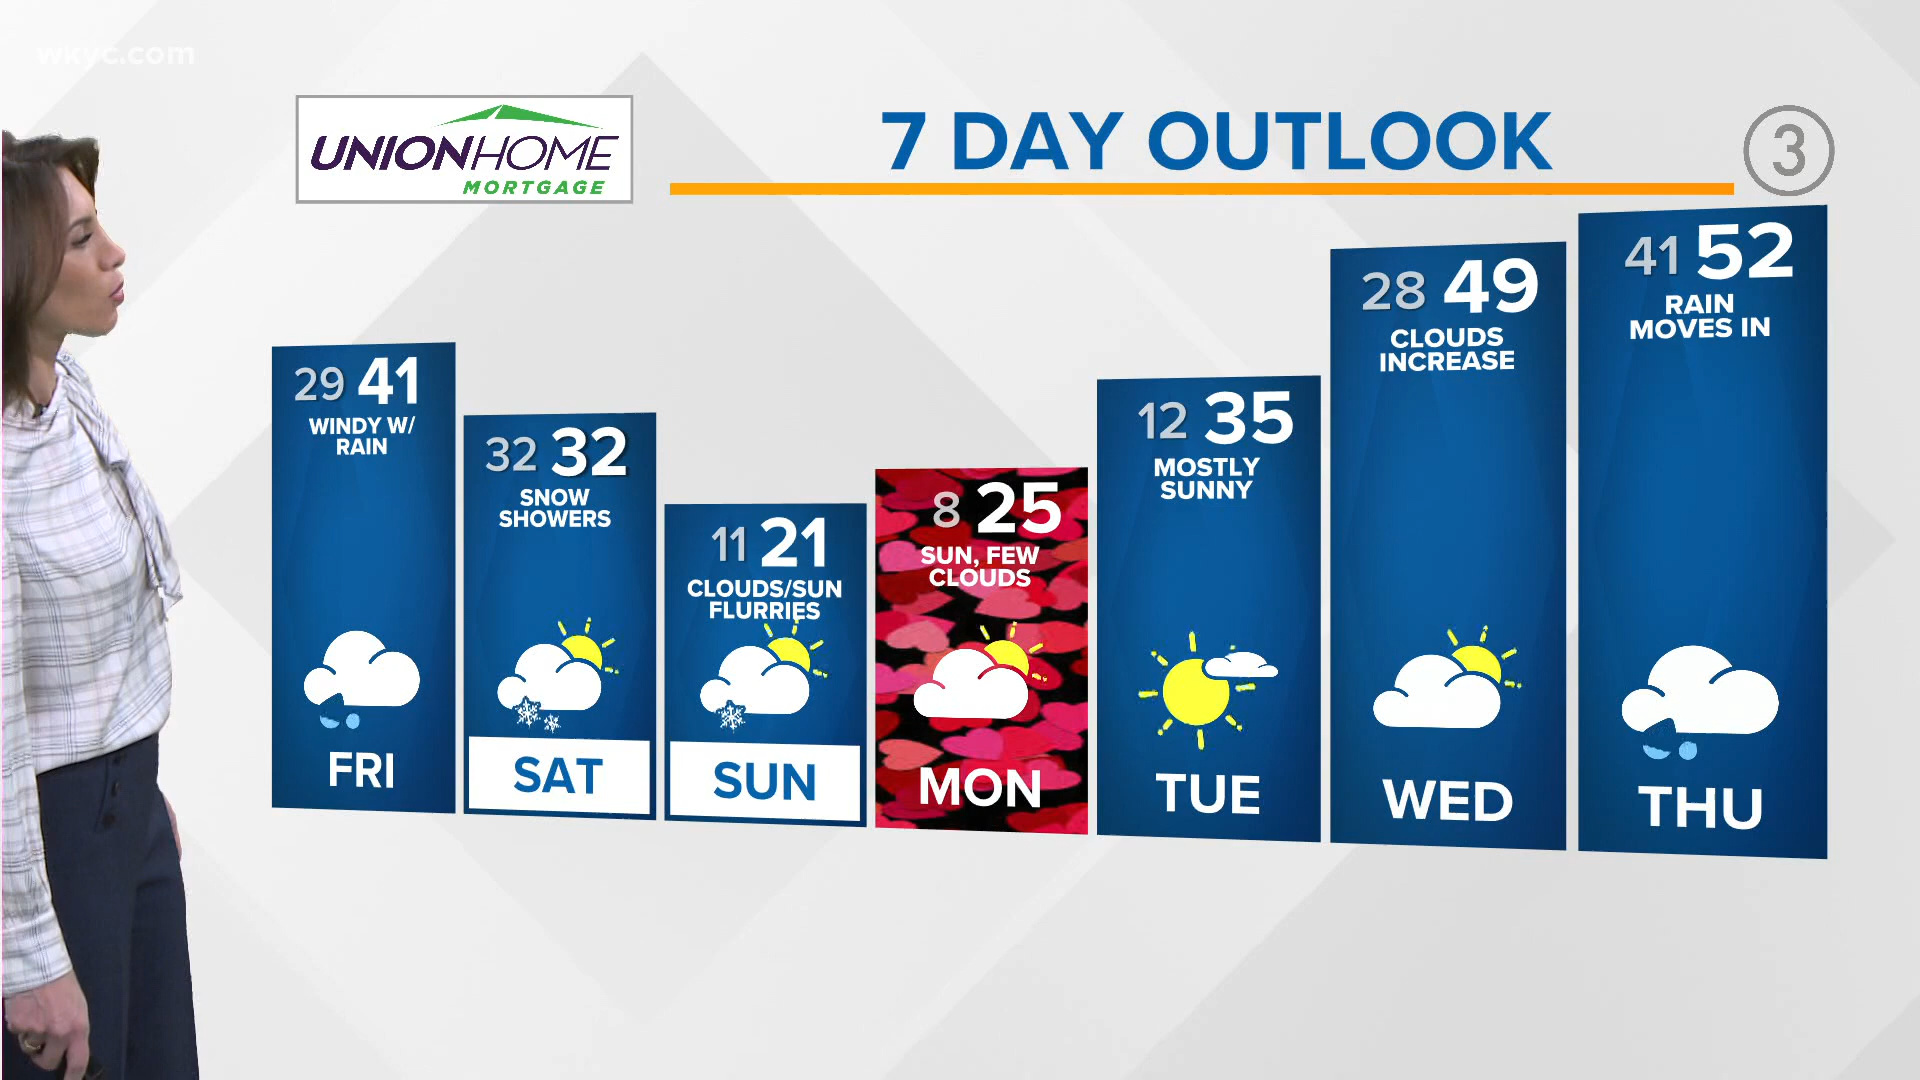 wkyc.com
UNIONHOME
MORTGAGE
7 DAY OUTLOOK
3
29 41
WINDY W/
RAIN
FRI
32 32
SNOW
SHOWERS
SAT
11 21
CLOUDS/SUN
FLURRIES
SUN
8 25
SUN, FEW
CLOUDS
MON
12 35
MOSTLY
SUNNY
TUE
28 49
CLOUDS
INCREASE
WED
41 52
RAIN
MOVES IN
THU